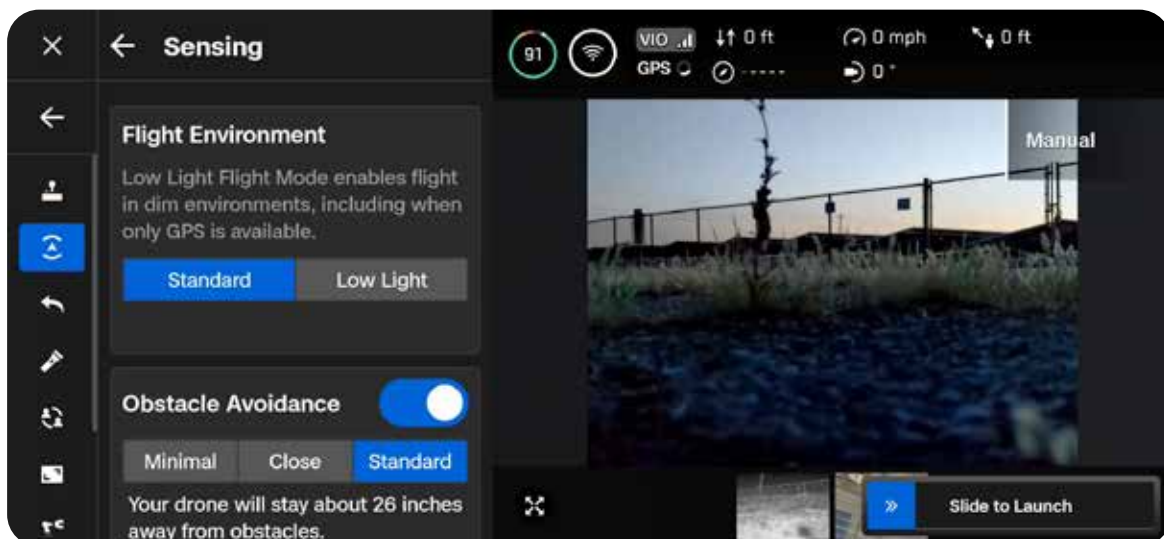 Sensing
Flight Environment
Low Light Flight Mode enables flight
in dim environments, including when
only GPS is available.
Standard Low Light
Obstacle Avoidance
Minimal Close Standard
Your drone will stay about 26 inches
away from obstacles.
91 VIO 0 ft 0 mph 0 ft
GPS ----- 0 °
Manual
Slide to Launch